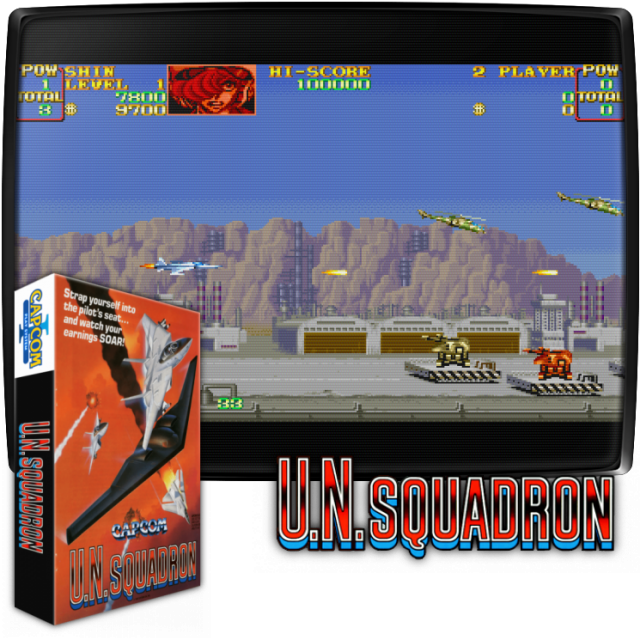 POW SHIN HI-SCORE 2 PLAYER POW
1 LEVEL 1 100000 0
TOTAL 7800 0 TOTAL
3 $ 9700 $ 0 0
33
Strap yourself into
the pilot's seat...
and watch your
earnings SOAR!
CAPCOM
U.N. SQUADRON
CAPCOM
U.N. SQUADRON
U.N. SQUADRON